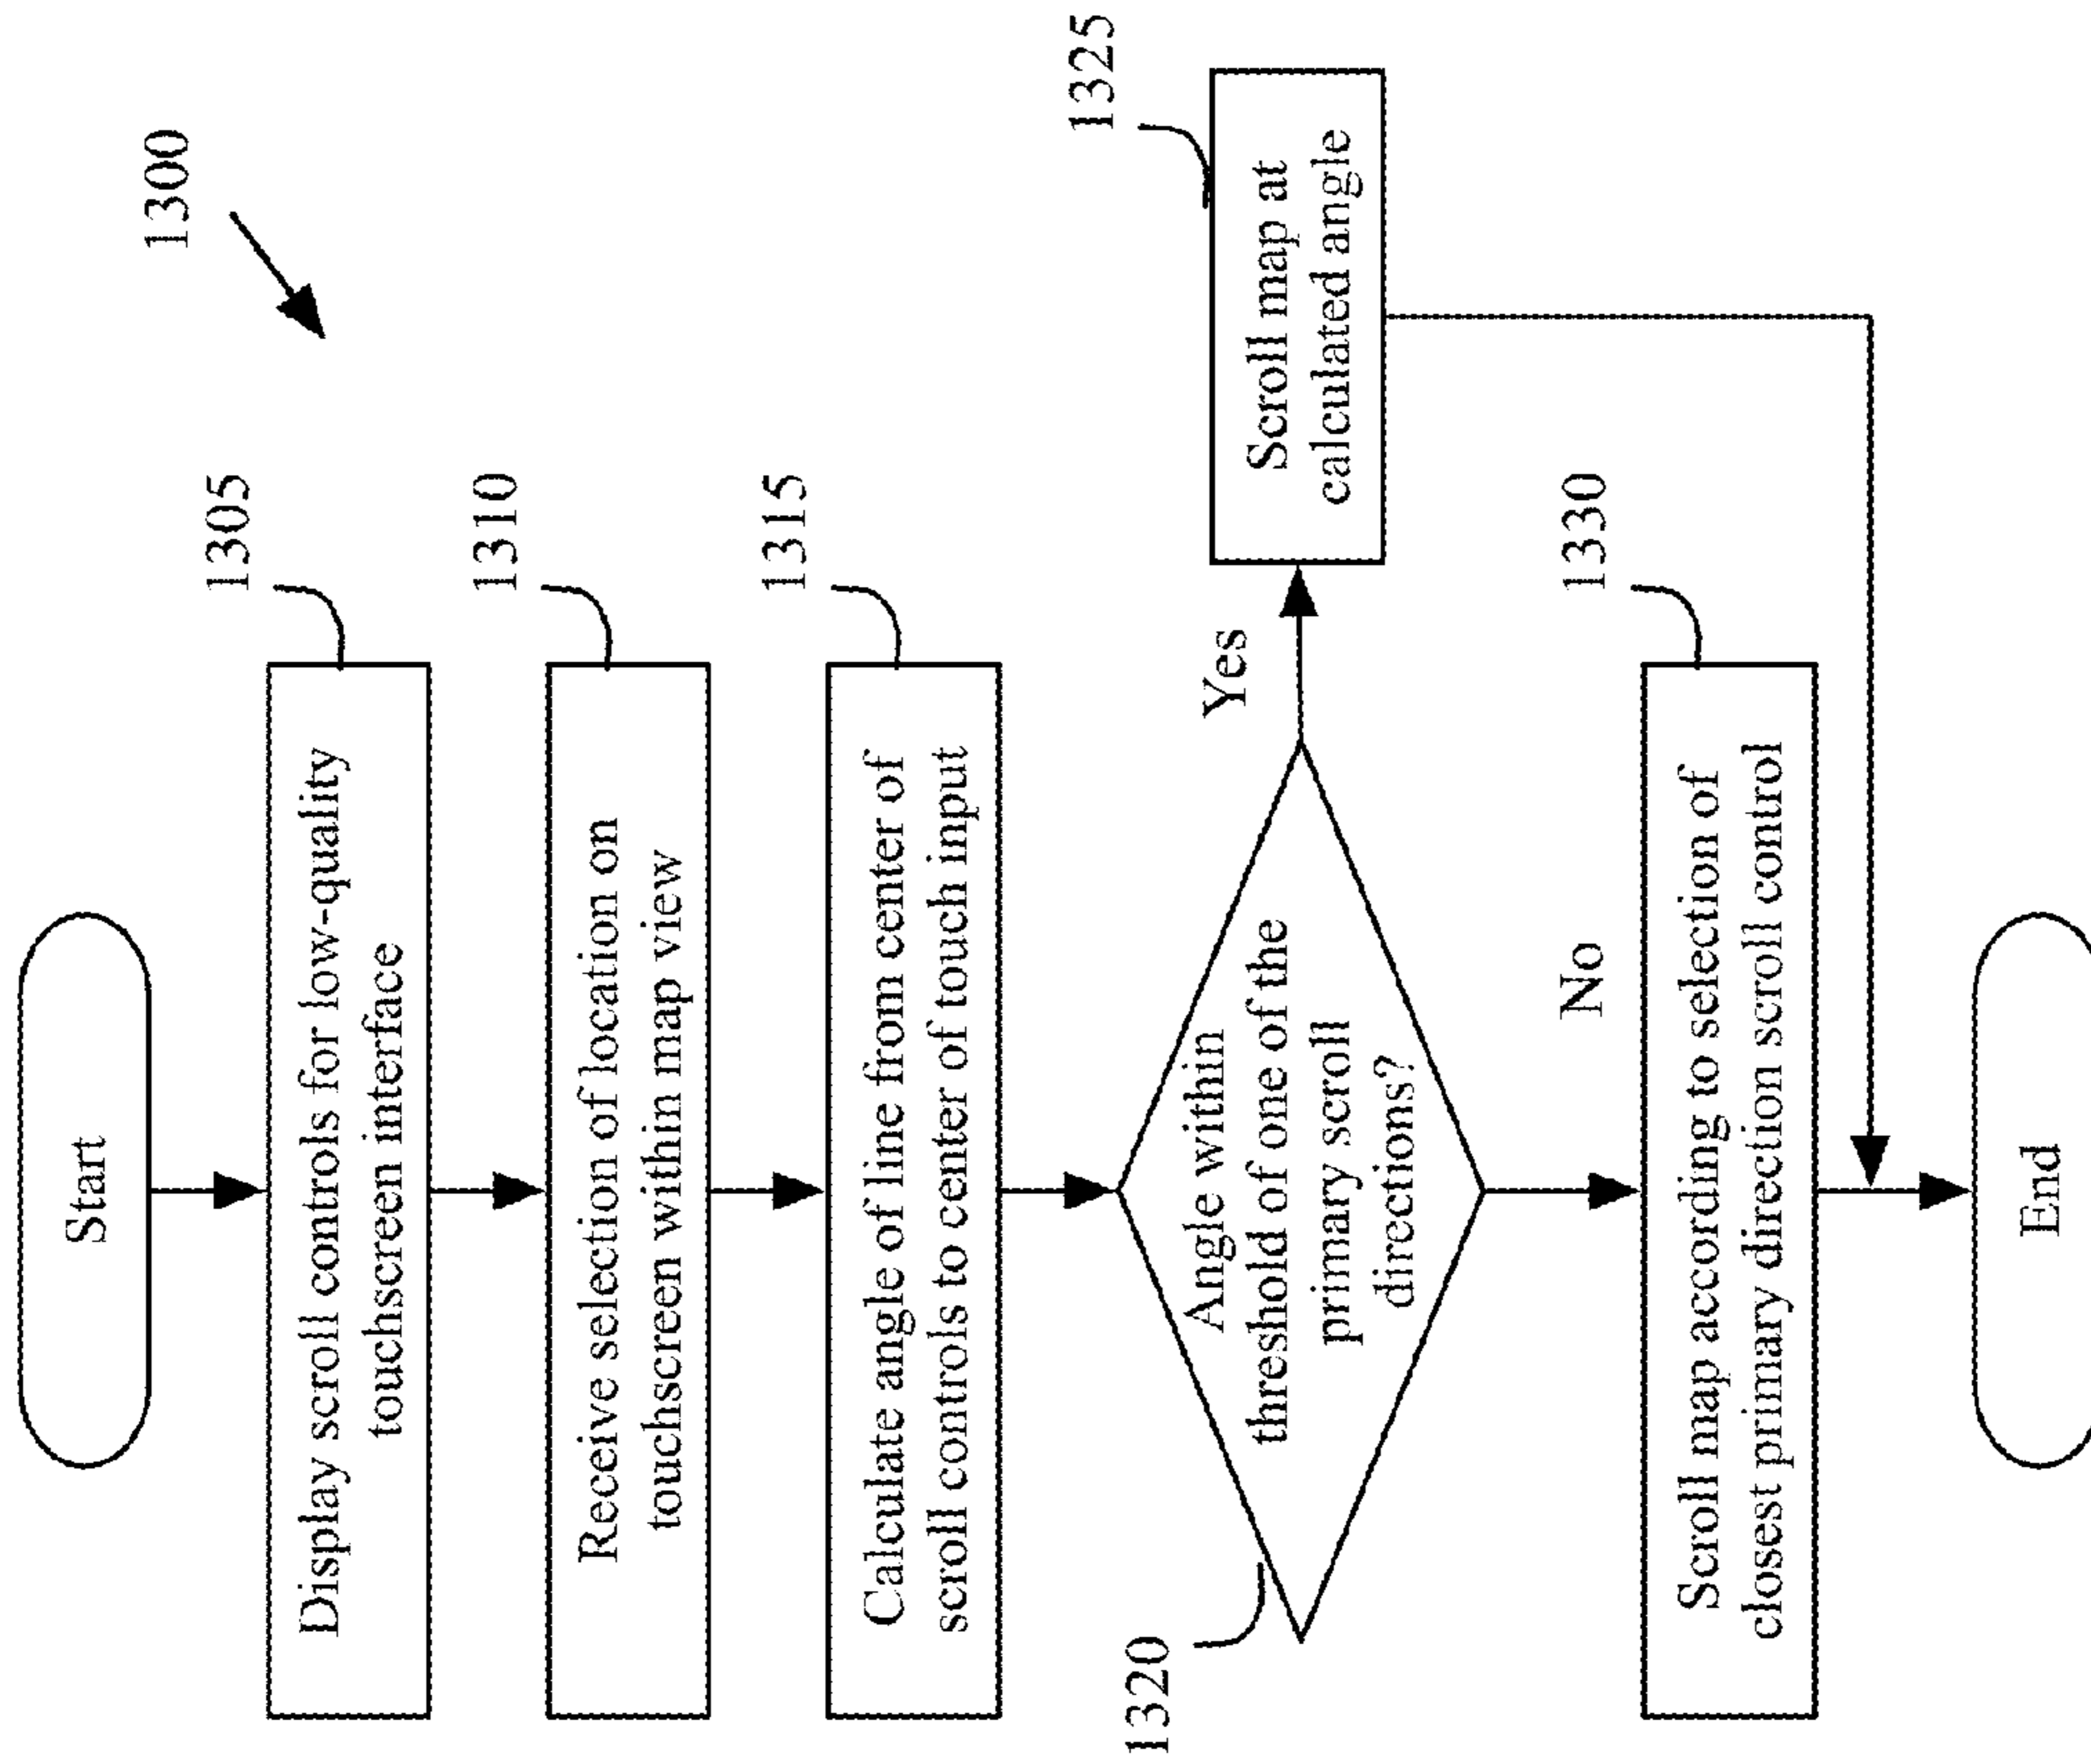 1300
Start
1305
Display scroll controls for low-quality
touchscreen interface
1310
Receive selection of location on
touchscreen within map view
1315
Calculate angle of line from center of
scroll controls to center of touch input
1320
Angle within
threshold of one of the
primary scroll
directions?
Yes
1325
Scroll map at
calculated angle
No
1330
Scroll map according to selection of
closest primary direction scroll control
End